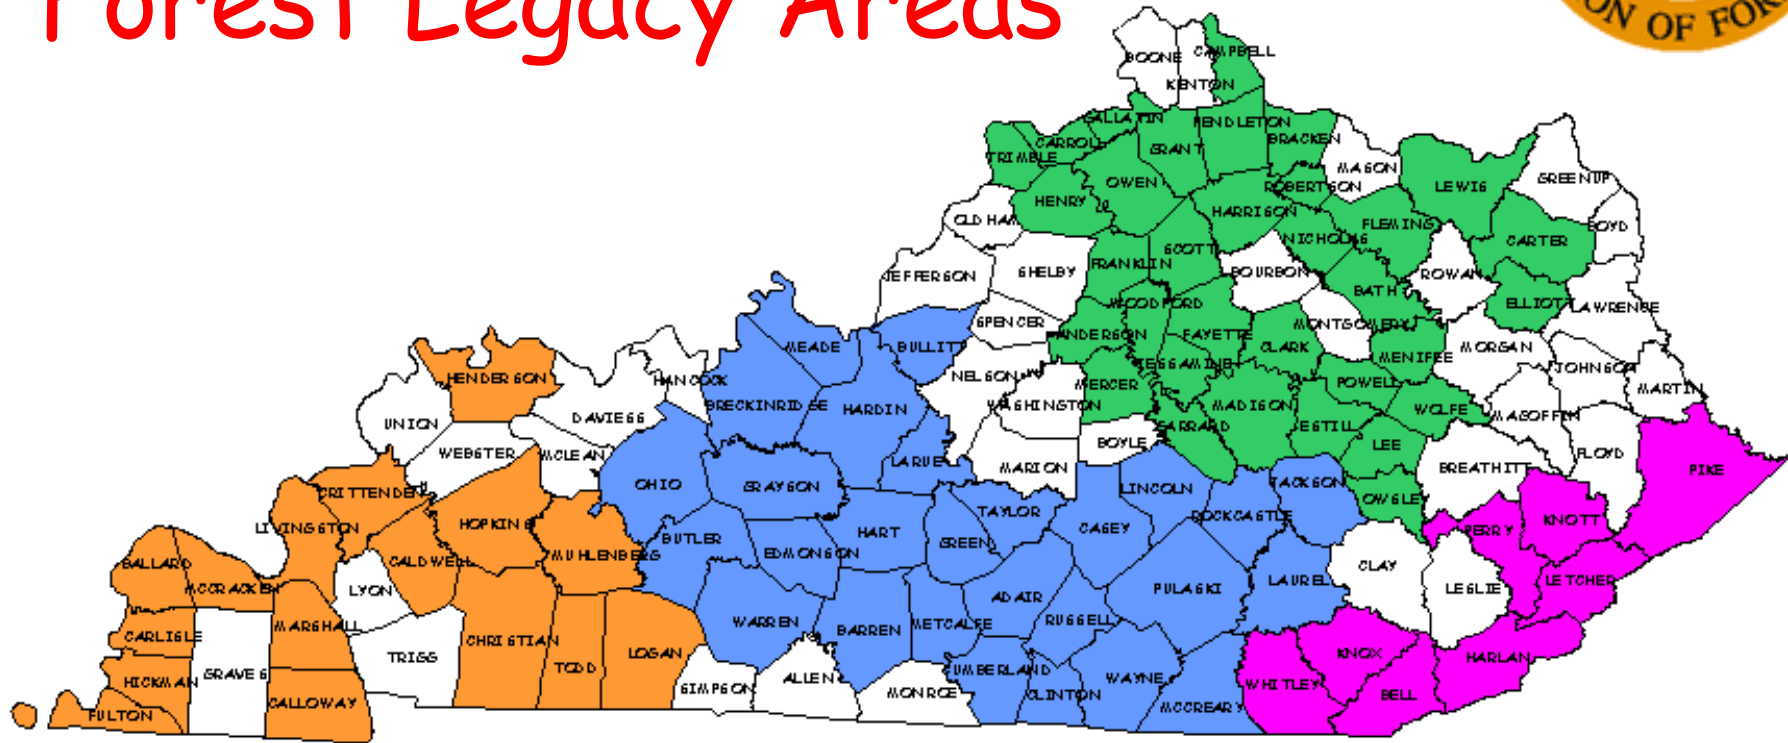 Forest Legacy Areas
ON OF FOR
BOONE
CAMPBELL
KENTON
GALLATIN
PENDLETON
CARROLL
BRACKEN
TRIMBLE
GRANT
MASON
OWEN
ROBERTSON
LEWIS
GREENUP
HENRY
HARRISON
OLDHAM
FLEMING
BOYD
NICHOLAS
CARTER
SCOTT
FRANKLIN
JEFFERSON
SHELBY
BOURBON
ROWAN
BATH
WOODFORD
ELLIOTT
LAWRENCE
SPENCER
ANDERSON
FAYETTE
MONTGOMERY
CLARK
MEADE
BULLITT
MORGAN
MENIFEE
JESSAMINE
JOHNSON
HENDERSON
HANCOCK
NELSON
MERCER
POWELL
MARTIN
BRECKINRIDGE
HARDIN
WASHINGTON
MADISON
WOLFE
MAGOFFIN
UNION
DAVIESS
GARRARD
ESTILL
BOYLE
LEE
WEBSTER
MCLEAN
LARUE
MARION
BREATHITT
FLOYD
PIKE
OHIO
GRAYSON
LINCOLN
JACKSON
CRITTENDEN
OWSLEY
LIVINGSTON
HOPKINS
TAYLOR
CASEY
ROCKCASTLE
PERRY
KNOTT
BUTLER
HART
GREEN
MUHLENBERG
EDMONSON
BALLARD
CALDWELL
CLAY
LAUREL
LETCHER
MCCRACKEN
LYON
PULASKI
LESLIE
ADAIR
CARLISLE
MARSHALL
WARREN
BARREN
METCALFE
RUSSELL
CHRISTIAN
TRIGG
TODD
LOGAN
KNOX
HARLAN
GRAVES
HICKMAN
CUMBERLAND
WAYNE
WHITLEY
SIMPSON
ALLEN
MONROE
CLINTON
BELL
CALLOWAY
MCCREARY
FULTON